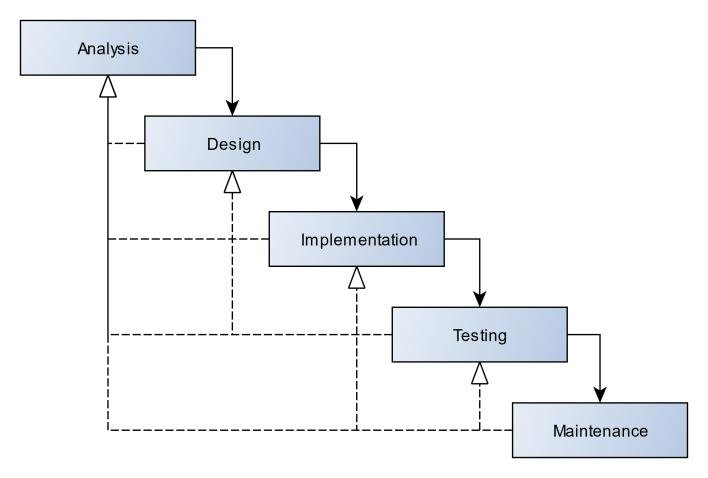 Analysis
Design
Implementation
Testing
Maintenance